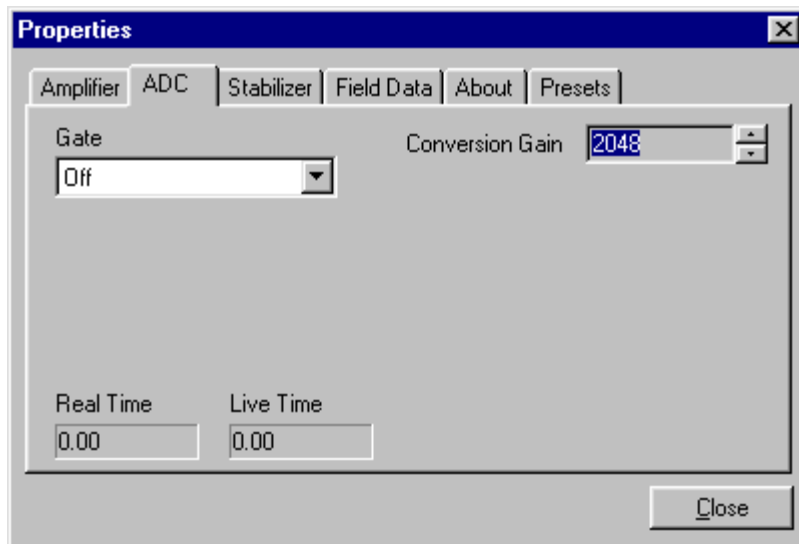 Properties
Amplifier ADC Stabilizer Field Data About Presets
Gate
Conversion Gain 2048
Off
Real Time Live Time
0.00 0.00
Close